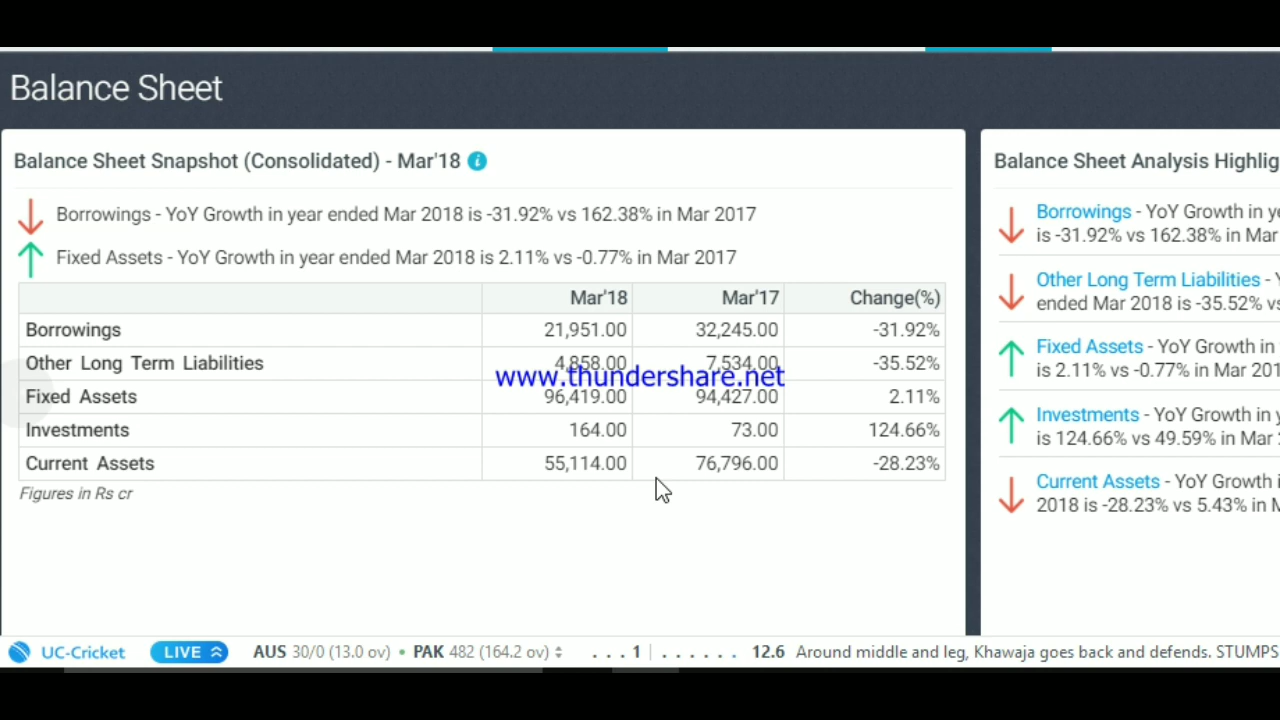 Balance Sheet
Balance Sheet Snapshot (Consolidated) - Mar'18
Borrowings - YoY Growth in year ended Mar 2018 is -31.92% vs 162.38% in Mar 2017
Fixed Assets - YoY Growth in year ended Mar 2018 is 2.11% vs -0.77% in Mar 2017
Mar'18 Mar'17 Change(%)
Borrowings 21,951.00 32,245.00 -31.92%
Other Long Term Liabilities 4,858.00 7,534.00 -35.52%
www.thundershare.net
Fixed Assets 96,419.00 94,427.00 2.11%
Investments 164.00 73.00 124.66%
Current Assets 55,114.00 76,796.00 -28.23%
Figures in Rs cr
Balance Sheet Analysis Highlig
Borrowings - YoY Growth in ye
is -31.92% vs 162.38% in Mar
Other Long Term Liabilities - Y
ended Mar 2018 is -35.52% vs
Fixed Assets - YoY Growth in
is 2.11% vs -0.77% in Mar 201
Investments - YoY Growth in y
is 124.66% vs 49.59% in Mar
Current Assets - YoY Growth i
2018 is -28.23% vs 5.43% in M
UC-Cricket LIVE AUS 30/0 (13.0 ov) • PAK 482 (164.2 ov) . . . 1 | . . . . . . 12.6 Around middle and leg, Khawaja goes back and defends. STUMPS